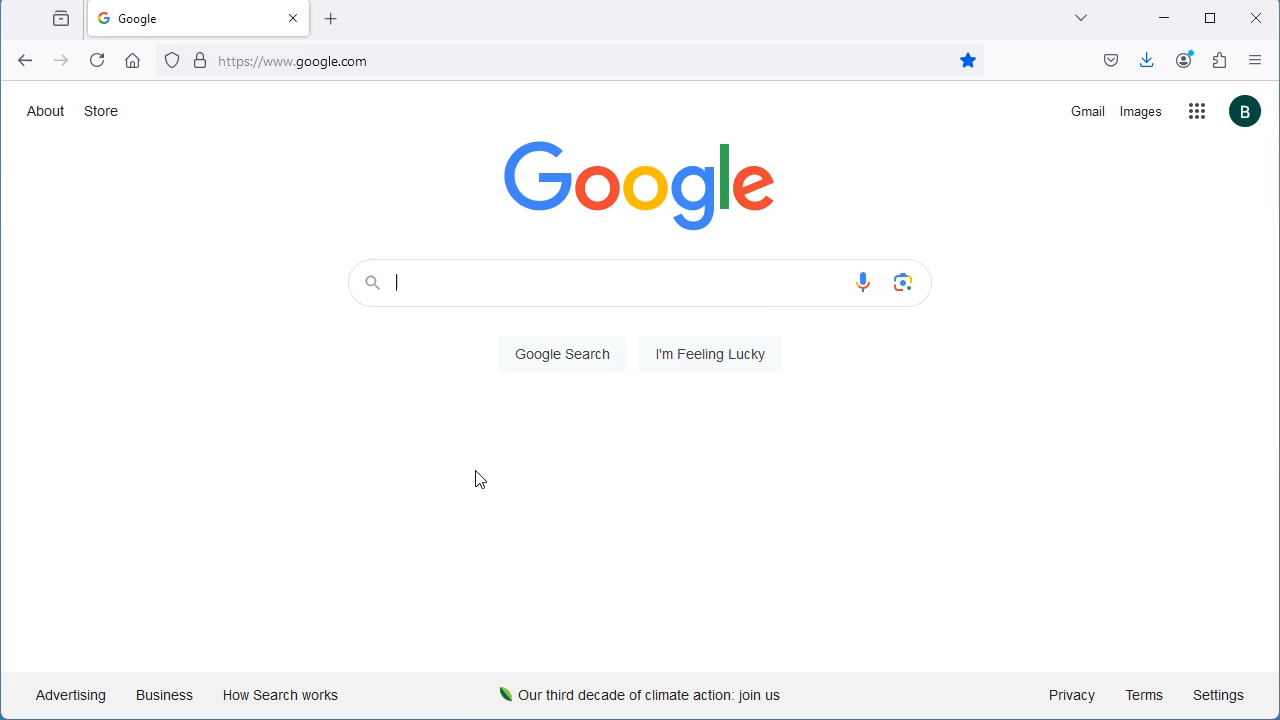 Google
https://www.google.com
About Store
Gmail Images
B
Google
Google Search I'm Feeling Lucky
Advertising Business How Search works
Our third decade of climate action: join us
Privacy Terms Settings